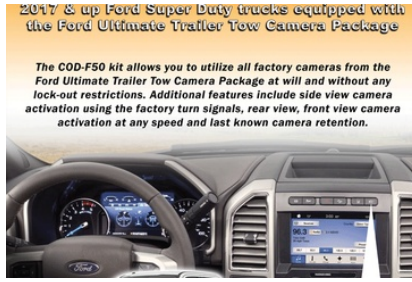 2017 & up Ford Super Duty trucks equipped with
the Ford Ultimate Trailer Tow Camera Package
The COD-F50 kit allows you to utilize all factory cameras from the
Ford Ultimate Trailer Tow Camera Package at will and without any
lock-out restrictions. Additional features include side view camera
activation using the factory turn signals, rear view, front view camera
activation at any speed and last known camera retention.
96.3
Ford